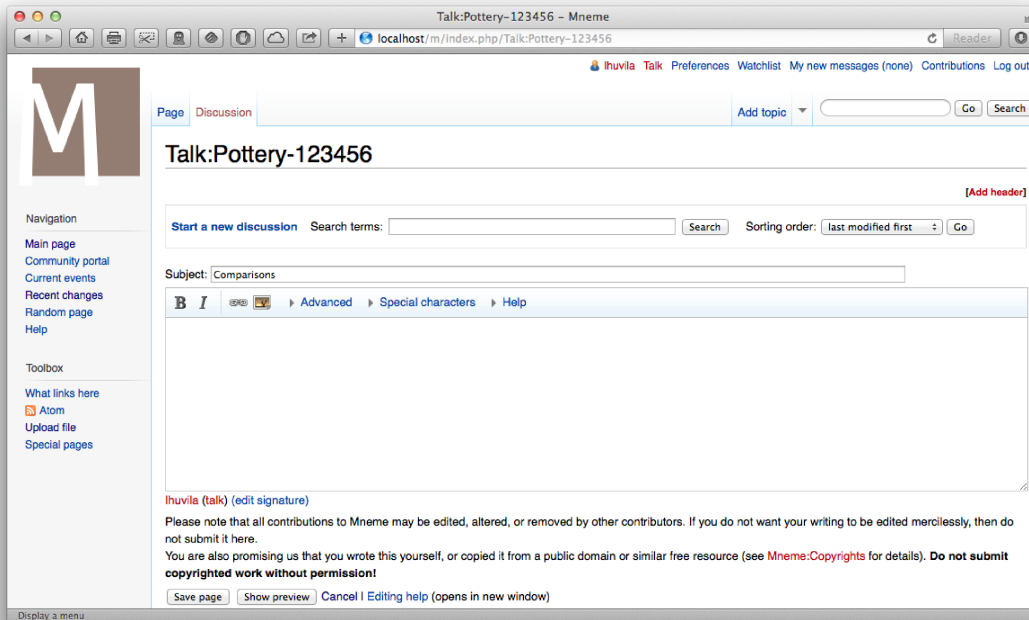 Talk:Pottery-123456 – Mneme
localhost/m/index.php/Talk:Pottery-123456
Reader
M
Ihuvila Talk Preferences Watchlist My new messages (none) Contributions Log out
Page Discussion Add topic Go Search
Talk:Pottery-123456
[Add header]
Start a new discussion Search terms: Search Sorting order: last modified first Go
Navigation
Main page
Community portal
Current events
Recent changes
Random page
Help
Toolbox
What links here
Atom
Upload file
Special pages
Subject: Comparisons
B I Advanced Special characters Help
Ihuvila (talk) (edit signature)
Please note that all contributions to Mneme may be edited, altered, or removed by other contributors. If you do not want your writing to be edited mercilessly, then do
not submit it here.
You are also promising us that you wrote this yourself, or copied it from a public domain or similar free resource (see Mneme:Copyrights for details). Do not submit
copyrighted work without permission!
Save page Show preview Cancel | Editing help (opens in new window)
Display a menu